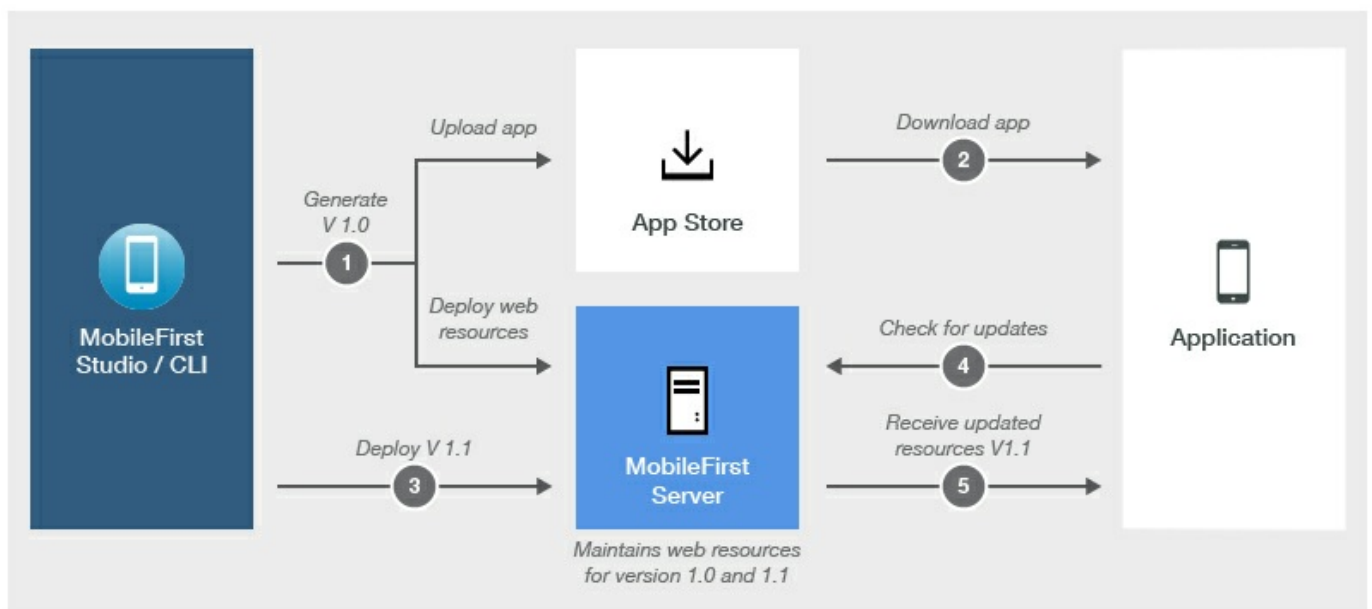 Upload app
Download app
2
Generate
V 1.0
1
App Store
Deploy web
resources
MobileFirst
Studio / CLI
Check for updates
4
Application
Deploy V 1.1
3
MobileFirst
Server
Receive updated
resources V1.1
5
Maintains web resources
for version 1.0 and 1.1